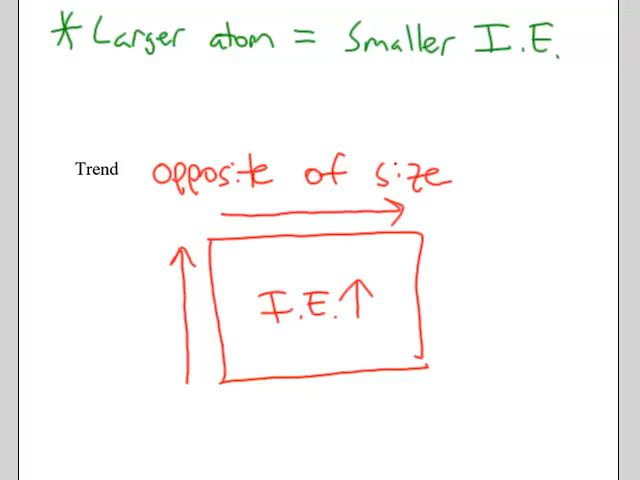 * Larger atom = Smaller I.E.
Trend opposite of size
I.E.↑